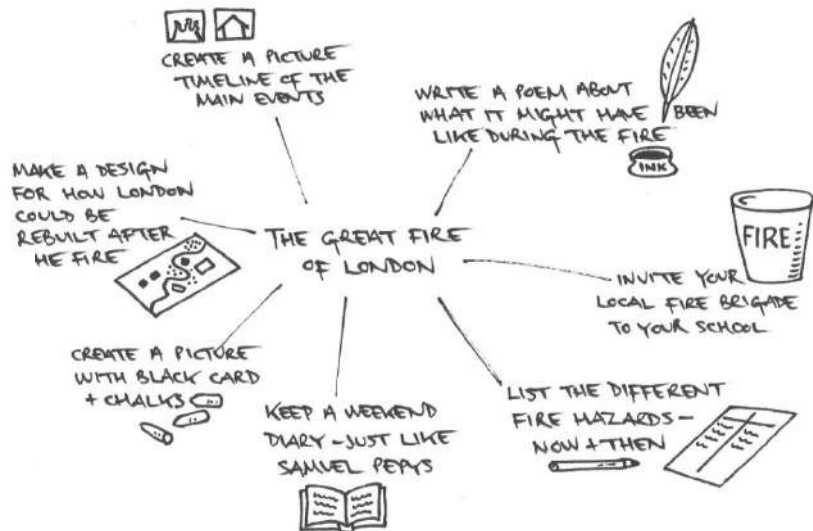 CREATE A PICTURE
TIMELINE OF THE
MAIN EVENTS
WRITE A POEM ABOUT
WHAT IT MIGHT HAVE BEEN
LIKE DURING THE FIRE
INK
MAKE A DESIGN
FOR HOW LONDON
COULD BE
REBUILT AFTER
HE FIRE
THE GREAT FIRE
OF LONDON
FIRE
INVITE YOUR
LOCAL FIRE BRIGADE
TO YOUR SCHOOL
CREATE A PICTURE
WITH BLACK CARD
+ CHALKS
KEEP A WEEKEND
DIARY - JUST LIKE
SAMUEL PEPYS
LIST THE DIFFERENT
FIRE HAZARDS -
NOW + THEN